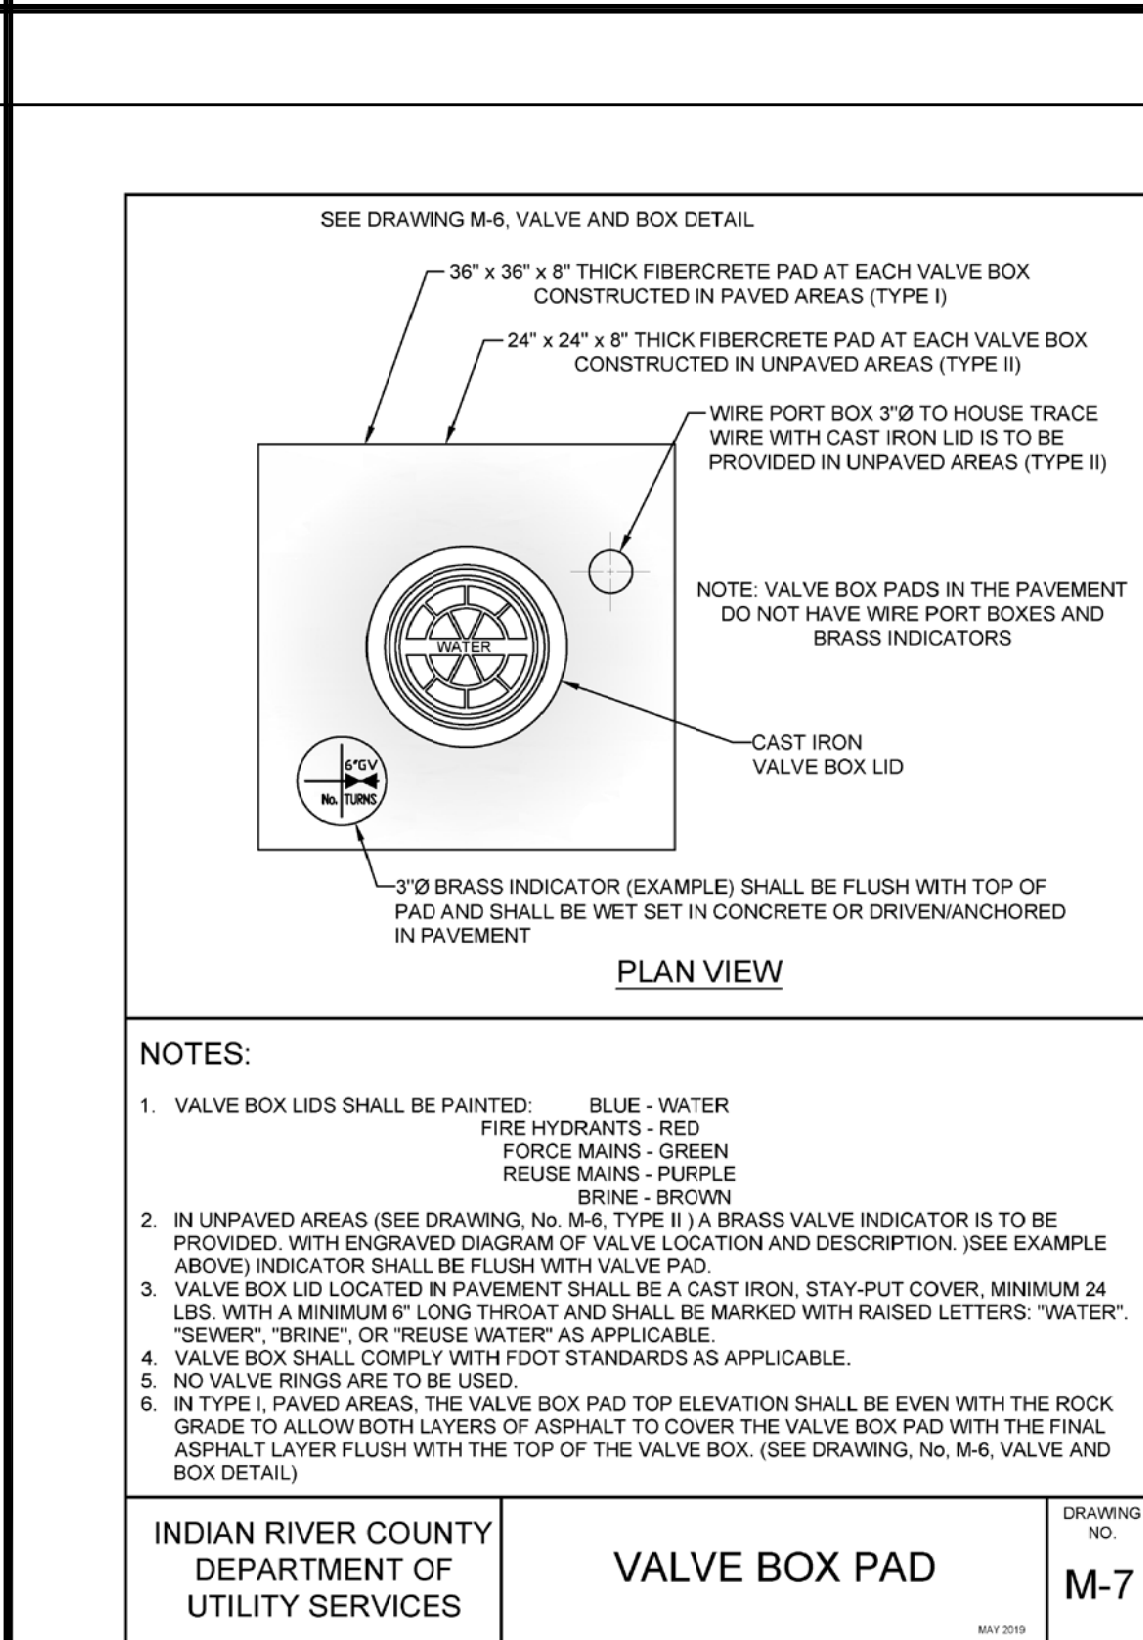 SEE DRAWING M-6, VALVE AND BOX DETAIL
36" x 36" x 8" THICK FIBERCRETE PAD AT EACH VALVE BOX
CONSTRUCTED IN PAVED AREAS (TYPE I)
24" x 24" x 8" THICK FIBERCRETE PAD AT EACH VALVE BOX
CONSTRUCTED IN UNPAVED AREAS (TYPE II)
WIRE PORT BOX 3"Ø TO HOUSE TRACE
WIRE WITH CAST IRON LID IS TO BE
PROVIDED IN UNPAVED AREAS (TYPE II)
NOTE: VALVE BOX PADS IN THE PAVEMENT
DO NOT HAVE WIRE PORT BOXES AND
BRASS INDICATORS
WATER
CAST IRON
VALVE BOX LID
6"GV
No. TURNS
3"Ø BRASS INDICATOR (EXAMPLE) SHALL BE FLUSH WITH TOP OF
PAD AND SHALL BE WET SET IN CONCRETE OR DRIVEN/ANCHORED
IN PAVEMENT
PLAN VIEW
NOTES:
1. VALVE BOX LIDS SHALL BE PAINTED: BLUE - WATER
FIRE HYDRANTS - RED
FORCE MAINS - GREEN
REUSE MAINS - PURPLE
BRINE - BROWN
2. IN UNPAVED AREAS (SEE DRAWING, No. M-6, TYPE II ) A BRASS VALVE INDICATOR IS TO BE
PROVIDED. WITH ENGRAVED DIAGRAM OF VALVE LOCATION AND DESCRIPTION. )SEE EXAMPLE
ABOVE) INDICATOR SHALL BE FLUSH WITH VALVE PAD.
3. VALVE BOX LID LOCATED IN PAVEMENT SHALL BE A CAST IRON, STAY-PUT COVER, MINIMUM 24
LBS. WITH A MINIMUM 6" LONG THROAT AND SHALL BE MARKED WITH RAISED LETTERS: "WATER".
"SEWER", "BRINE", OR "REUSE WATER" AS APPLICABLE.
4. VALVE BOX SHALL COMPLY WITH FDOT STANDARDS AS APPLICABLE.
5. NO VALVE RINGS ARE TO BE USED.
6. IN TYPE I, PAVED AREAS, THE VALVE BOX PAD TOP ELEVATION SHALL BE EVEN WITH THE ROCK
GRADE TO ALLOW BOTH LAYERS OF ASPHALT TO COVER THE VALVE BOX PAD WITH THE FINAL
ASPHALT LAYER FLUSH WITH THE TOP OF THE VALVE BOX. (SEE DRAWING, No, M-6, VALVE AND
BOX DETAIL)
INDIAN RIVER COUNTY
DEPARTMENT OF
UTILITY SERVICES
VALVE BOX PAD
MAY 2019
DRAWING
NO.
M-7